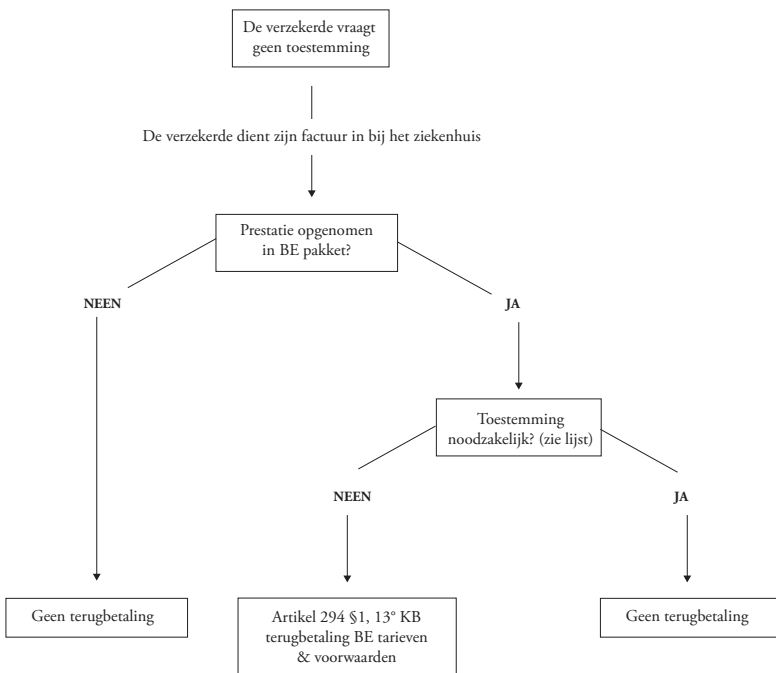 De verzekerde vraagt
geen toestemming
De verzekerde dient zijn factuur in bij het ziekenhuis
Prestatie opgenomen
in BE pakket?
NEEN
JA
Toestemming
noodzakelijk? (zie lijst)
NEEN
JA
Geen terugbetaling
Artikel 294 §1, 13° KB
terugbetaling BE tarieven
& voorwaarden
Geen terugbetaling